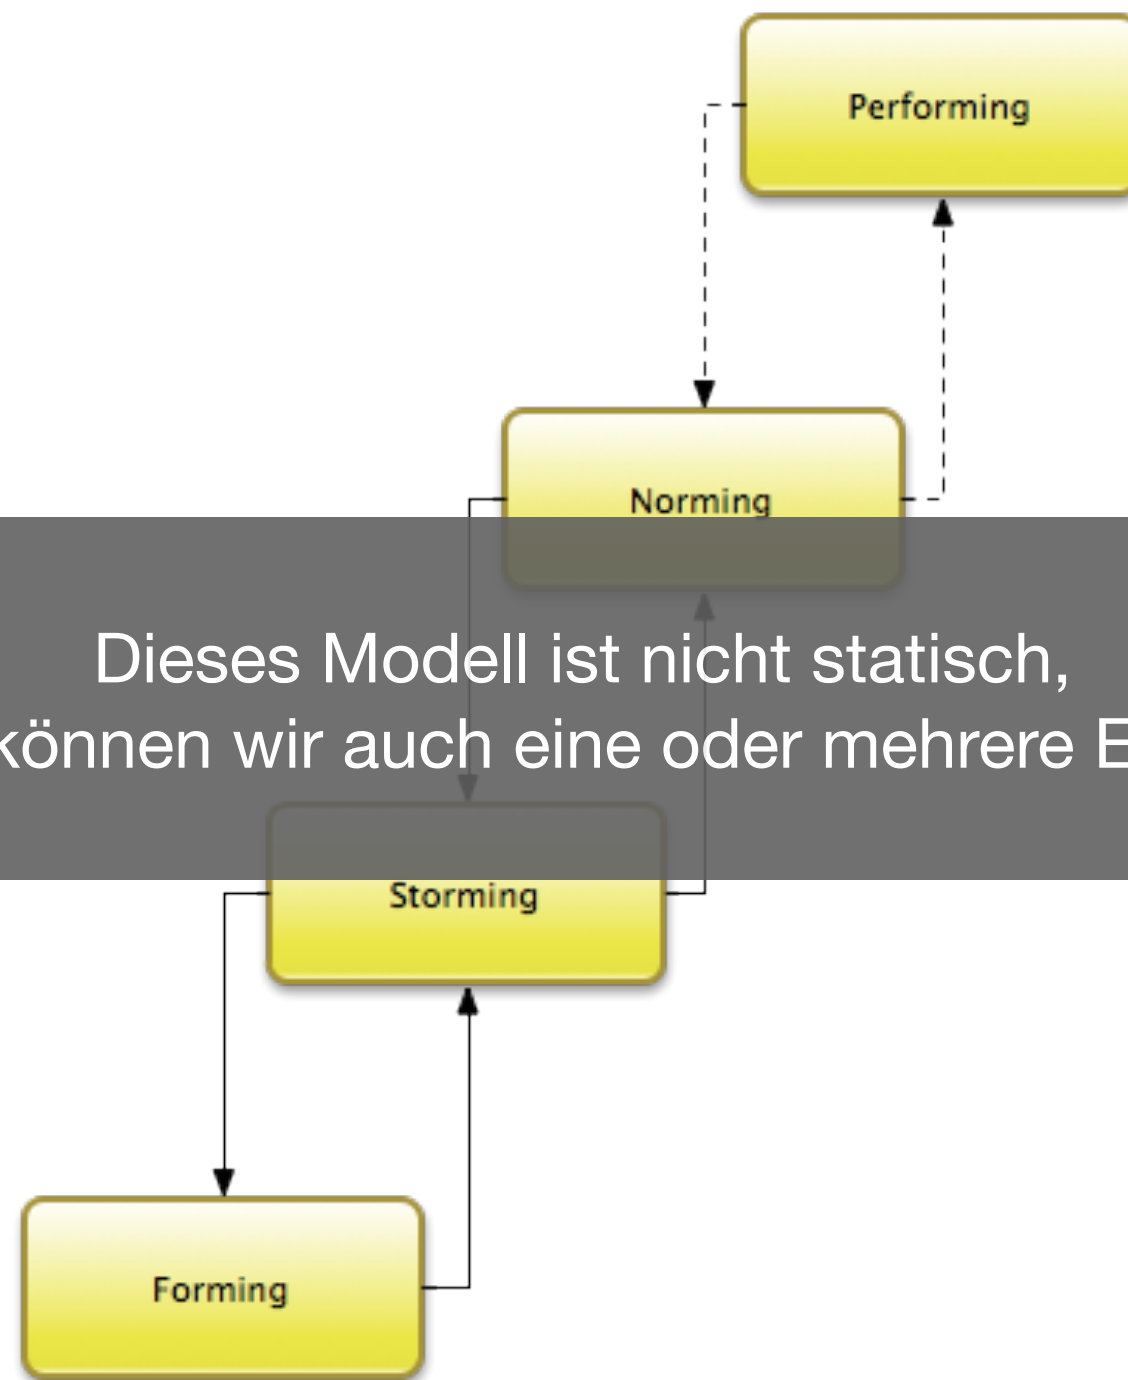 Performing
Norming
Dieses Modell ist nicht statisch,
können wir auch eine oder mehrere E
Storming
Forming